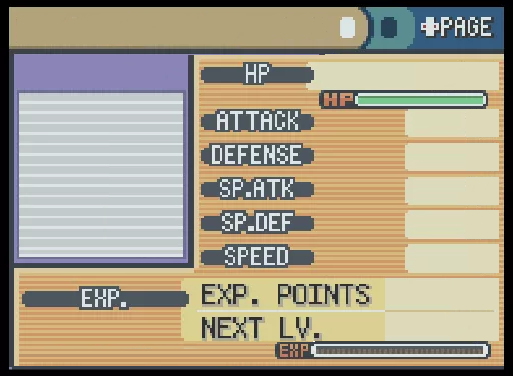 PAGE
HP
HP
ATTACK
DEFENSE
SP.ATK
SP.DEF
SPEED
EXP. EXP. POINTS
NEXT LV.
EXP